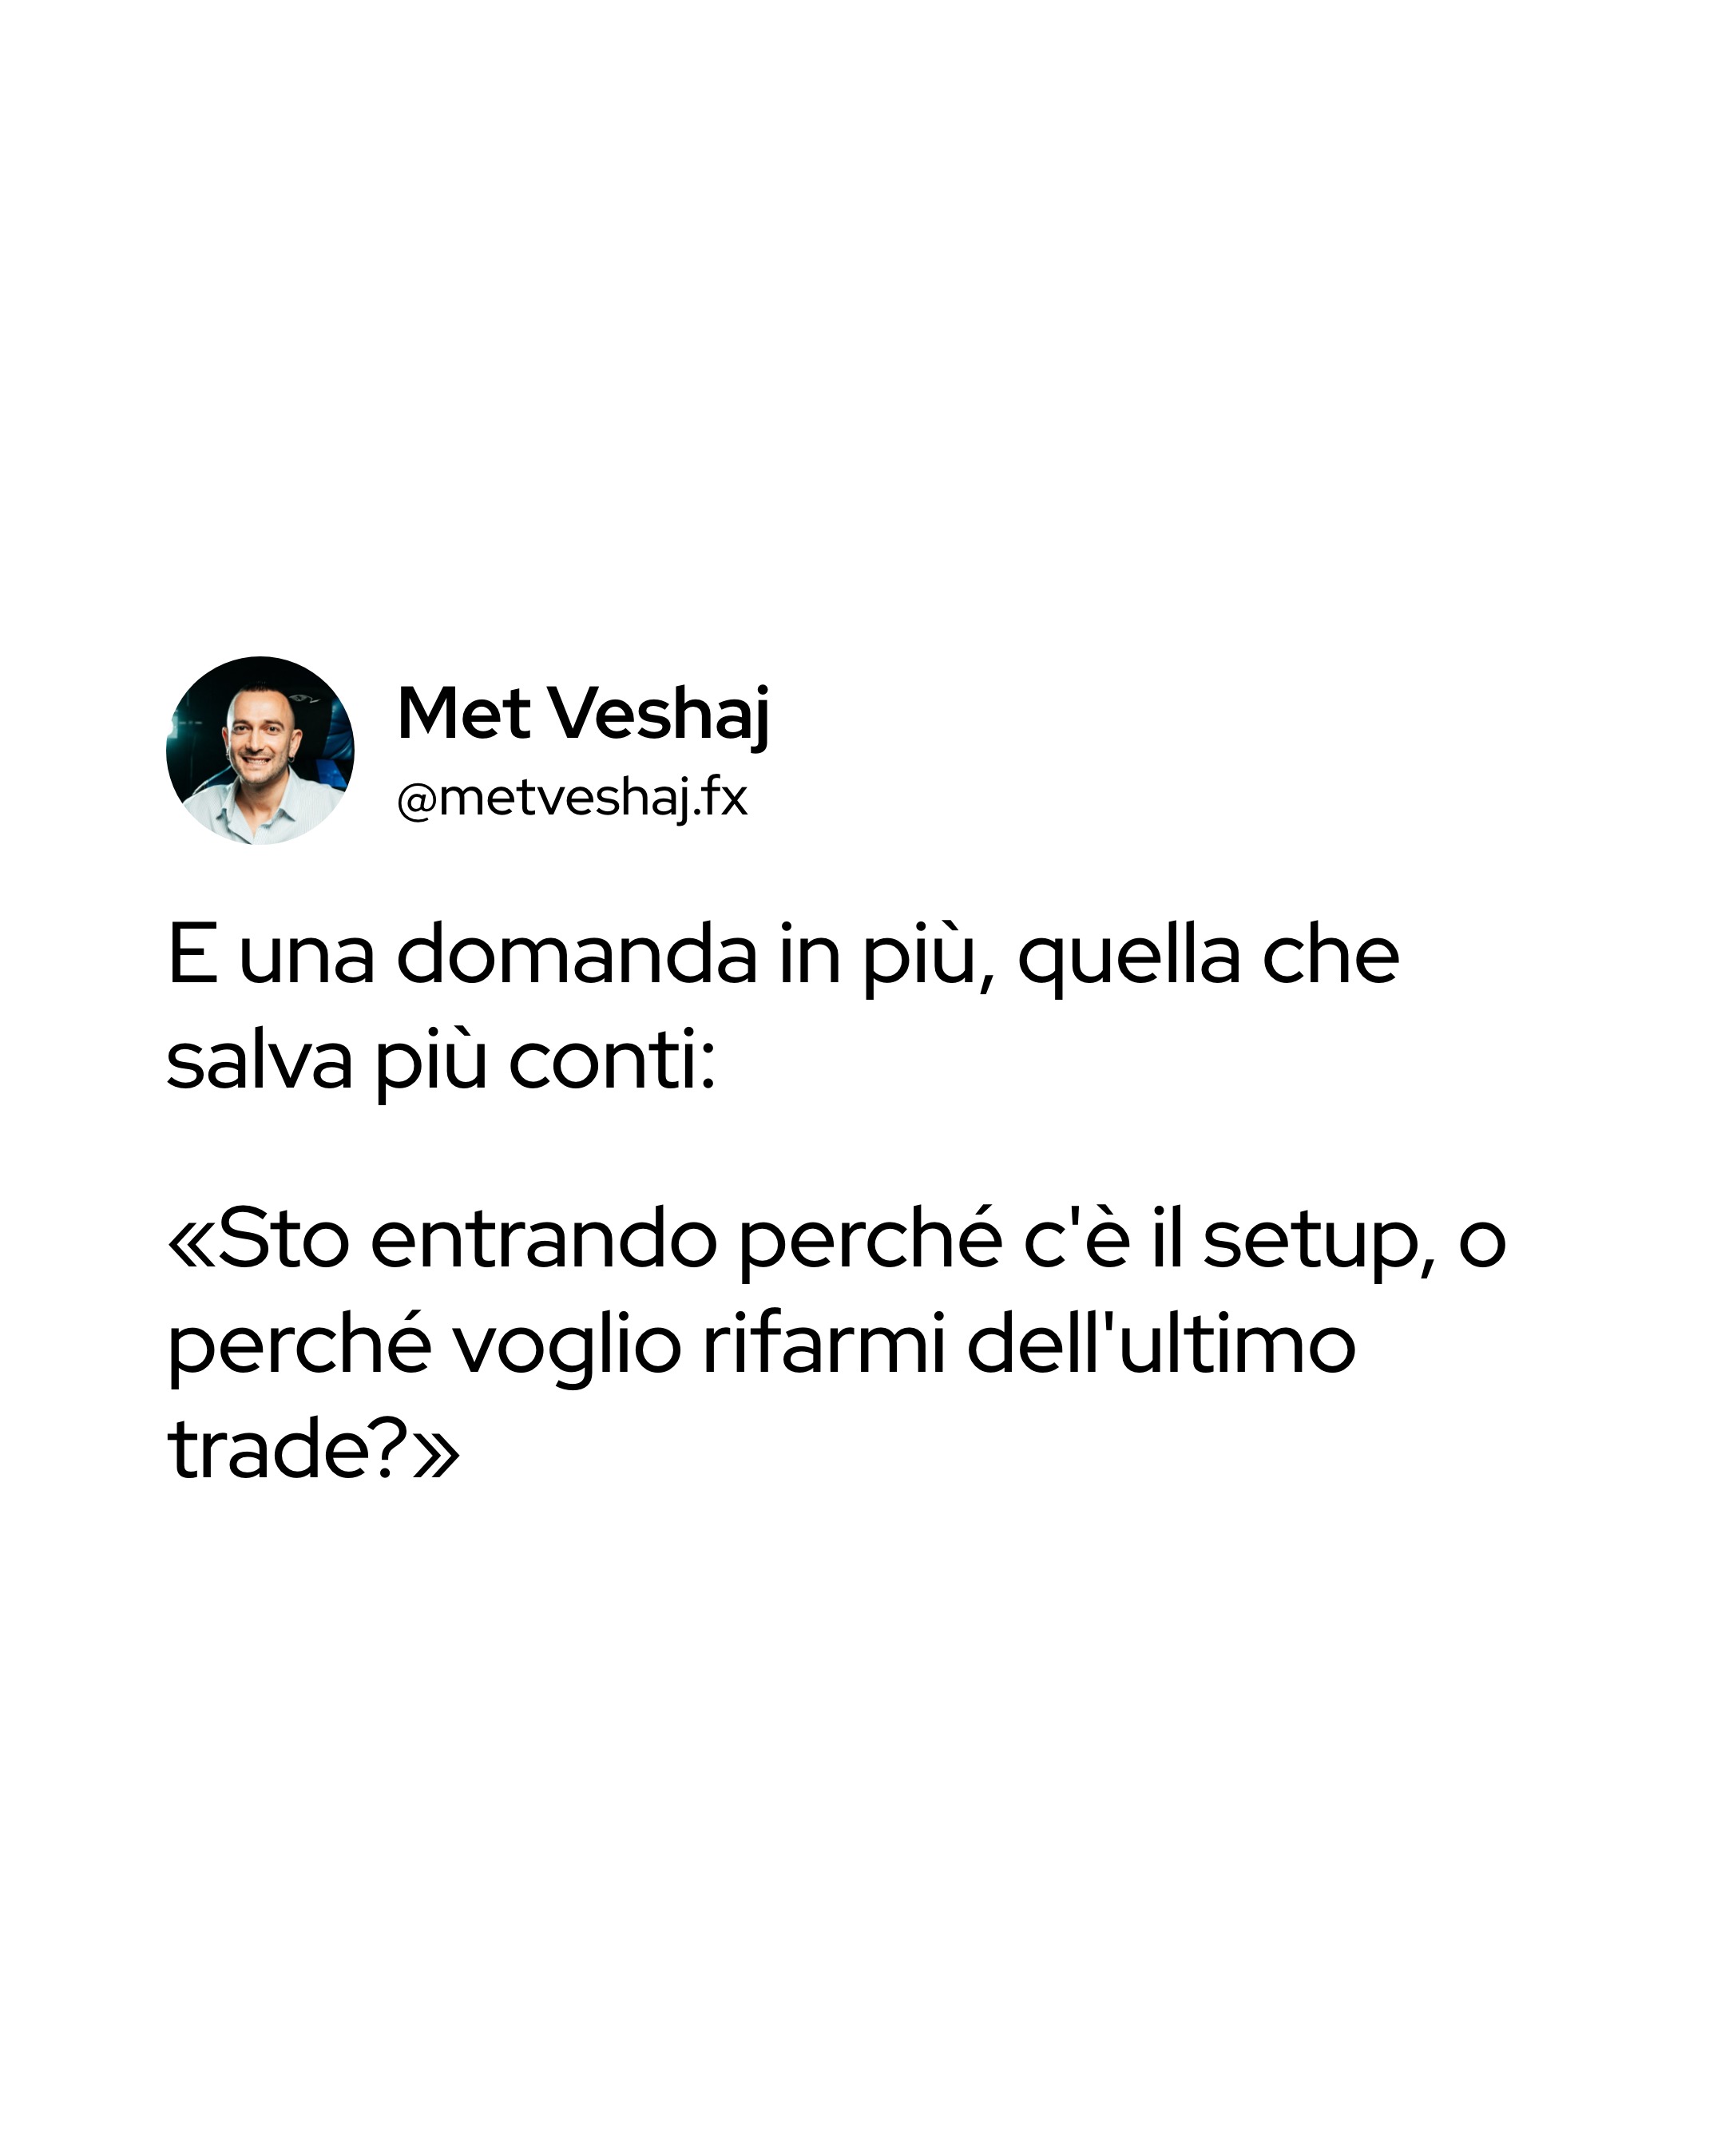 Met Veshaj
@metveshaj.fx
E una domanda in più, quella che
salva più conti:
«Sto entrando perché c'è il setup, o
perché voglio rifarmi dell'ultimo
trade?»